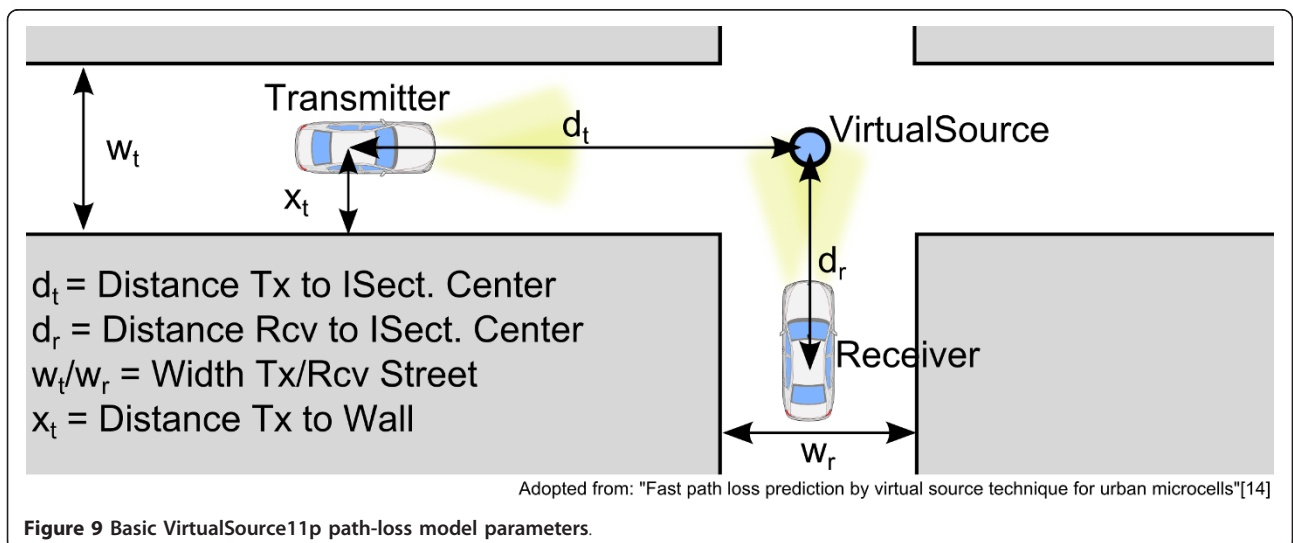 Transmitter
w_t
d_t
VirtualSource
x_t
d_r
d_t = Distance Tx to ISect. Center
d_r = Distance Rcv to ISect. Center
w_t/w_r = Width Tx/Rcv Street
x_t = Distance Tx to Wall
Receiver
w_r
Adopted from: "Fast path loss prediction by virtual source technique for urban microcells"[14]
Figure 9 Basic VirtualSource11p path-loss model parameters.